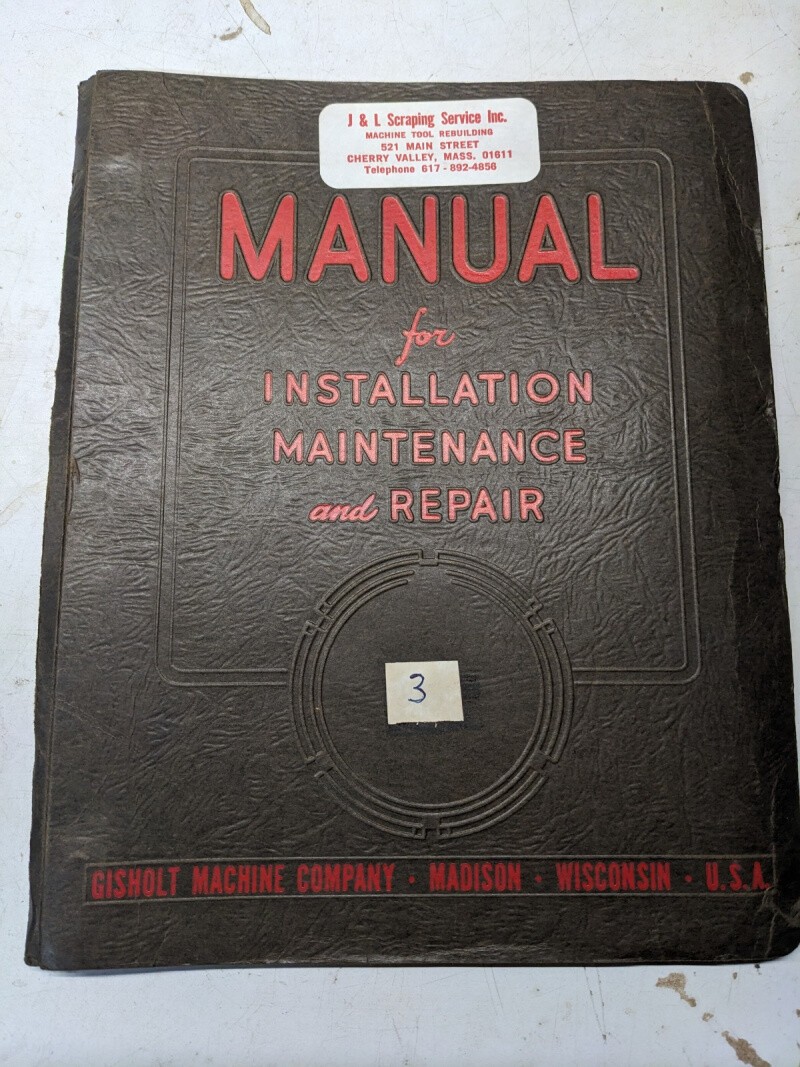 J & L Scraping Service Inc.
MACHINE TOOL REBUILDING
521 MAIN STREET
CHERRY VALLEY, MASS. 01611
Telephone 617 - 892-4856
MANUAL
for
INSTALLATION
MAINTENANCE
and REPAIR
3
GISHOLT MACHINE COMPANY · MADISON · WISCONSIN · U.S.A.